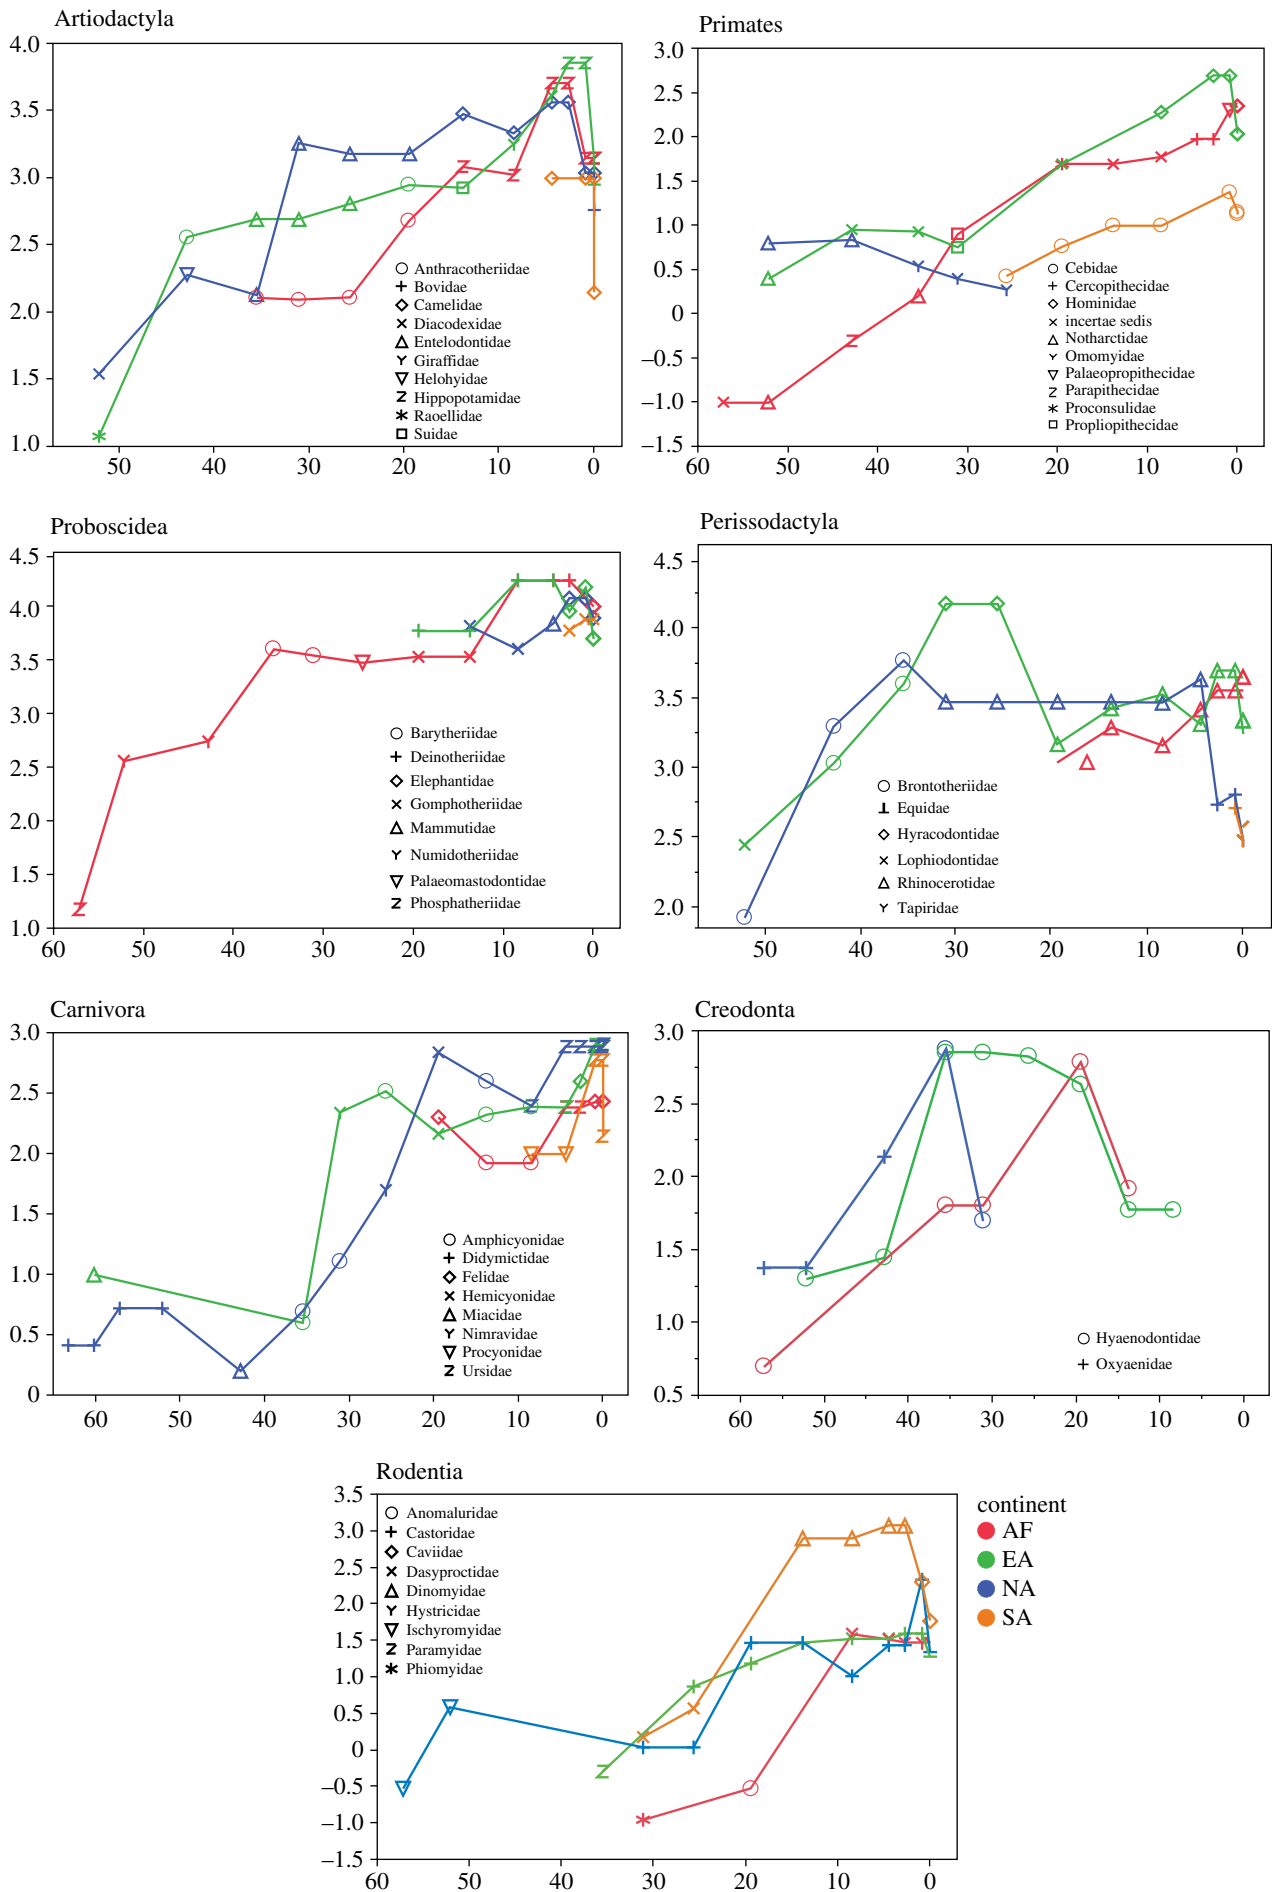 Artiodactyla
4.0
3.5
3.0
2.5
2.0
1.5
1.0
50 40 30 20 10 0
Anthracotheriidae
Bovidae
Camelidae
Diacodexidae
Entelodontidae
Giraffidae
Helohyidae
Hippopotamidae
Raoellidae
Suidae
Primates
3.0
2.5
2.0
1.5
1.0
0.5
0
–0.5
–1.0
–1.5
60 50 40 30 20 10 0
Cebidae
Cercopithecidae
Hominidae
incertae sedis
Notharctidae
Omomyidae
Palaeopropithecidae
Parapithecidae
Proconsulidae
Propliopithecidae
Proboscidea
4.5
4.0
3.5
3.0
2.5
2.0
1.5
1.0
60 50 40 30 20 10 0
Barytheriidae
Deinotheriidae
Elephantidae
Gomphotheriidae
Mammutidae
Numidotheriidae
Palaeomastodontidae
Phosphatheriidae
Perissodactyla
4.5
4.0
3.5
3.0
2.5
2.0
50 40 30 20 10 0
Brontotheriidae
Equidae
Hyracodontidae
Lophiodontidae
Rhinocerotidae
Tapiridae
Carnivora
3.0
2.5
2.0
1.5
1.0
0.5
0
60 50 40 30 20 10 0
Amphicyonidae
Didymictidae
Felidae
Hemicyonidae
Miacidae
Nimravidae
Procyonidae
Ursidae
Creodonta
3.0
2.5
2.0
1.5
1.0
0.5
60 50 40 30 20 10 0
Hyaenodontidae
Oxyaenidae
Rodentia
3.5
3.0
2.5
2.0
1.5
1.0
0.5
0
–0.5
–1.0
–1.5
60 50 40 30 20 10 0
Anomaluridae
Castoridae
Caviidae
Dasyproctidae
Dinomyidae
Hystricidae
Ischyromyidae
Paramyidae
Phiomyidae
continent
AF
EA
NA
SA